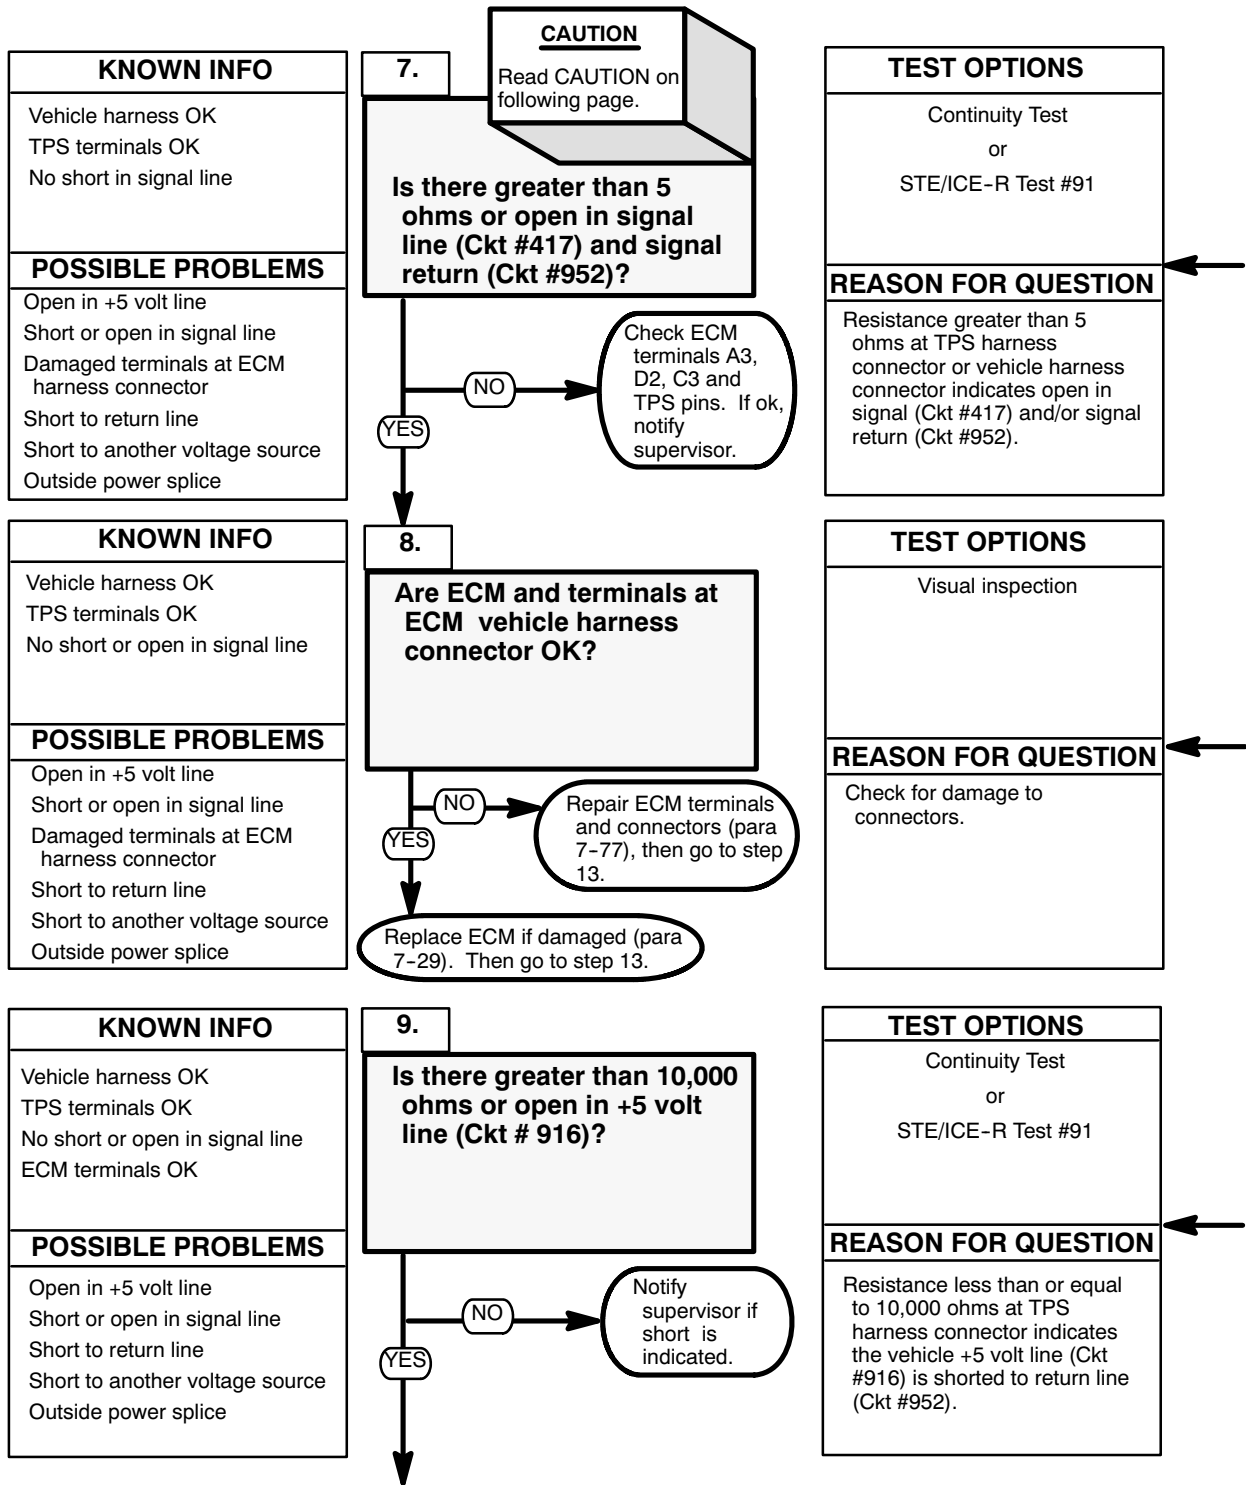 KNOWN INFO
Vehicle harness OK
TPS terminals OK
No short in signal line
POSSIBLE PROBLEMS
Open in +5 volt line
Short or open in signal line
Damaged terminals at ECM
harness connector
Short to return line
Short to another voltage source
Outside power splice
7.
CAUTION
Read CAUTION on
following page.
Is there greater than 5
ohms or open in signal
line (Ckt #417) and signal
return (Ckt #952)?
NO
Check ECM
terminals A3,
D2, C3 and
TPS pins. If ok,
notify
supervisor.
YES
TEST OPTIONS
Continuity Test
or
STE/ICE-R Test #91
REASON FOR QUESTION
Resistance greater than 5
ohms at TPS harness
connector or vehicle harness
connector indicates open in
signal (Ckt #417) and/or signal
return (Ckt #952).
KNOWN INFO
Vehicle harness OK
TPS terminals OK
No short or open in signal line
POSSIBLE PROBLEMS
Open in +5 volt line
Short or open in signal line
Damaged terminals at ECM
harness connector
Short to return line
Short to another voltage source
Outside power splice
8.
Are ECM and terminals at
ECM vehicle harness
connector OK?
NO
Repair ECM terminals
and connectors (para
7-77), then go to step
13.
YES
Replace ECM if damaged (para
7-29). Then go to step 13.
TEST OPTIONS
Visual inspection
REASON FOR QUESTION
Check for damage to
connectors.
KNOWN INFO
Vehicle harness OK
TPS terminals OK
No short or open in signal line
ECM terminals OK
POSSIBLE PROBLEMS
Open in +5 volt line
Short or open in signal line
Short to return line
Short to another voltage source
Outside power splice
9.
Is there greater than 10,000
ohms or open in +5 volt
line (Ckt # 916)?
NO
Notify
supervisor if
short is
indicated.
YES
TEST OPTIONS
Continuity Test
or
STE/ICE-R Test #91
REASON FOR QUESTION
Resistance less than or equal
to 10,000 ohms at TPS
harness connector indicates
the vehicle +5 volt line (Ckt
#916) is shorted to return line
(Ckt #952).